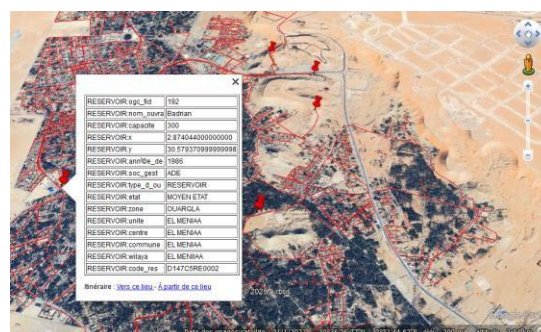 RESERVOIR:ogc_fid 192
RESERVOIR:nom_ouvra Badrian
RESERVOIR:capacite 300
RESERVOIR:x 2.874044000000000
RESERVOIR:y 30.579370999999998
RESERVOIR:ann©e_de 1986
RESERVOIR:soc_gest ADE
RESERVOIR:type_d_ou RESERVOIR
RESERVOIR:etat MOYEN ETAT
RESERVOIR:zone OUARGLA
RESERVOIR:unite EL MENIAA
RESERVOIR:centre EL MENIAA
RESERVOIR:commune EL MENIAA
RESERVOIR:wilaya EL MENIIAA
RESERVOIR:code_res D147C5RE0002
Itinéraire : Vers ce lieu - À partir de ce lieu